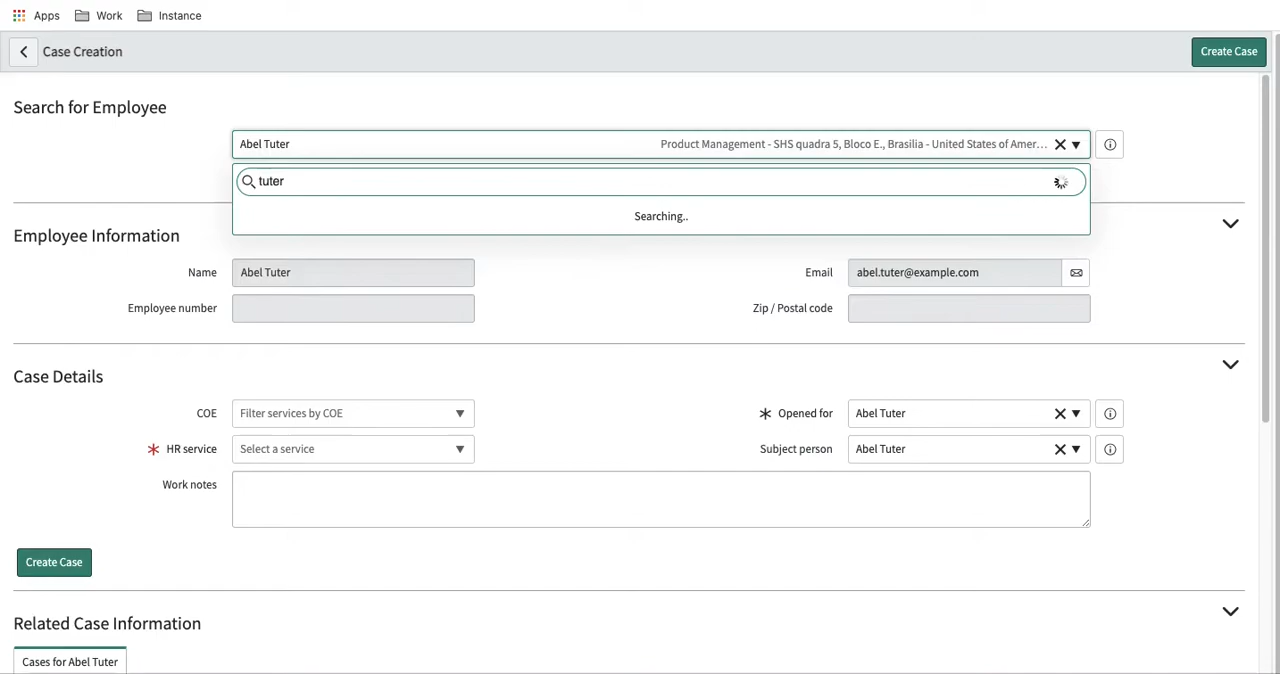 Apps Work Instance
Case Creation Create Case
Search for Employee
Abel Tuter Product Management - SHS quadra 5, Bloco E., Brasilia - United States of Amer...
tuter
Searching..
Employee Information
Name Abel Tuter Email abel.tuter@example.com
Employee number Zip / Postal code
Case Details
COE Filter services by COE Opened for Abel Tuter
HR service Select a service Subject person Abel Tuter
Work notes
Create Case
Related Case Information
Cases for Abel Tuter